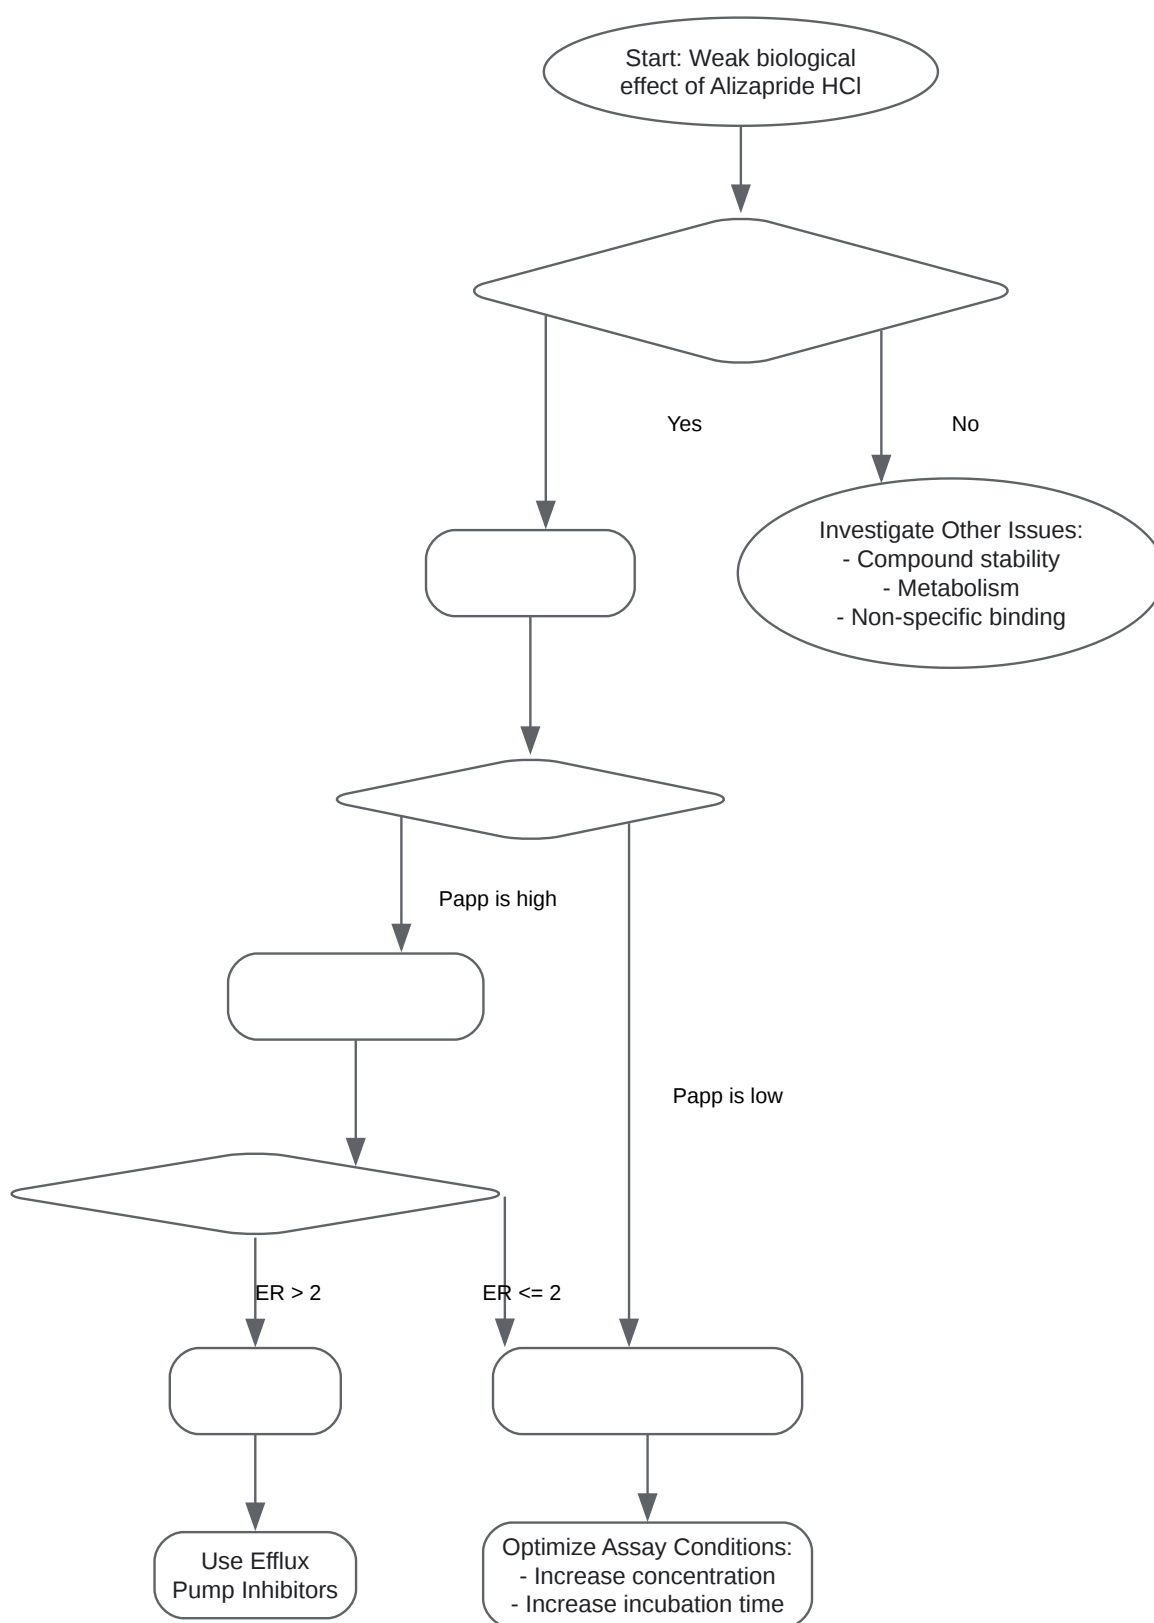 Start: Weak biological
effect of Alizapride HCl
Yes
No
Investigate Other Issues:
- Compound stability
- Metabolism
- Non-specific binding
Papp is high
Papp is low
ER > 2
ER <= 2
Use Efflux
Pump Inhibitors
Optimize Assay Conditions:
- Increase concentration
- Increase incubation time